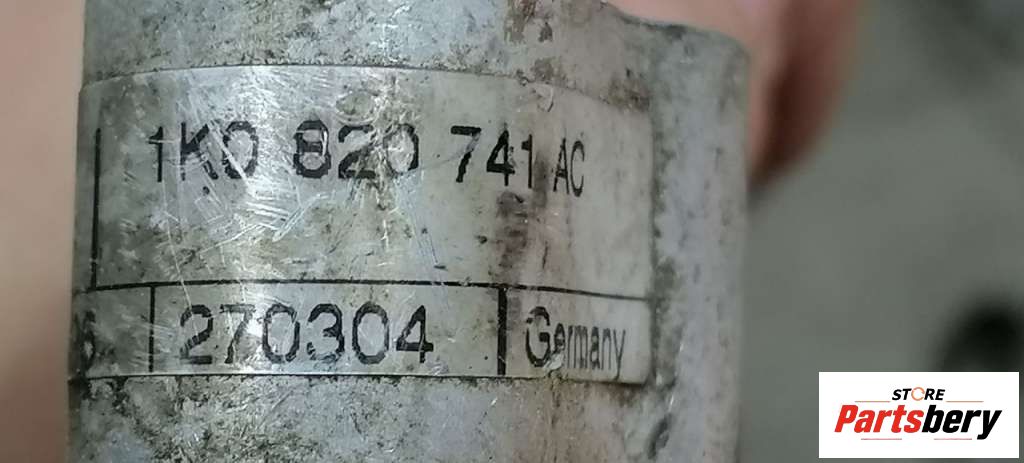 1K0 820 741 AC
270304 Germany
STORE
Partsbery